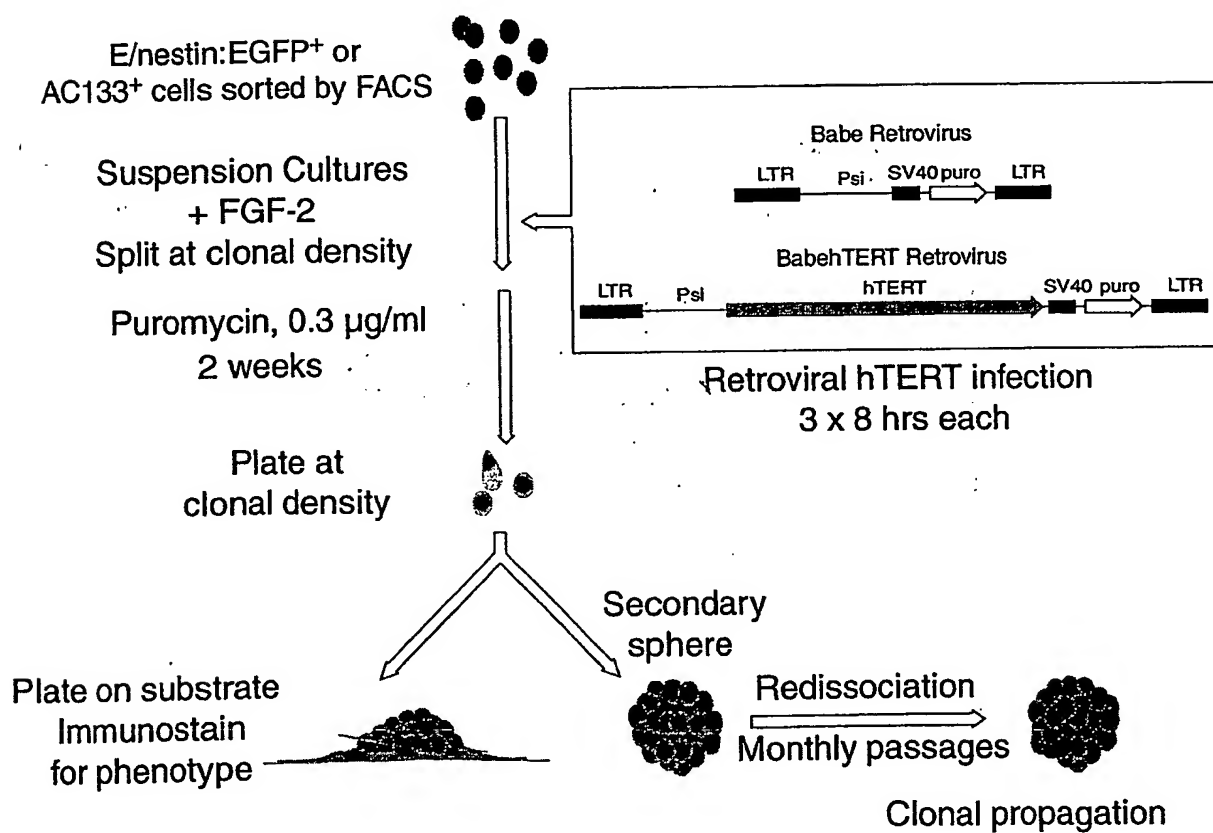 E/nestin:EGFP⁺ or
AC133⁺ cells sorted by FACS
Suspension Cultures
+ FGF-2
Split at clonal density
Puromycin, 0.3 µg/ml
2 weeks
Plate at
clonal density
Babe Retrovirus
LTR Psi SV40 puro LTR
BabehTERT Retrovirus
LTR Psi hTERT SV40 puro LTR
Retroviral hTERT infection
3 x 8 hrs each
Plate on substrate
Immunostain
for phenotype
Secondary
sphere
Redissociation
Monthly passages
Clonal propagation